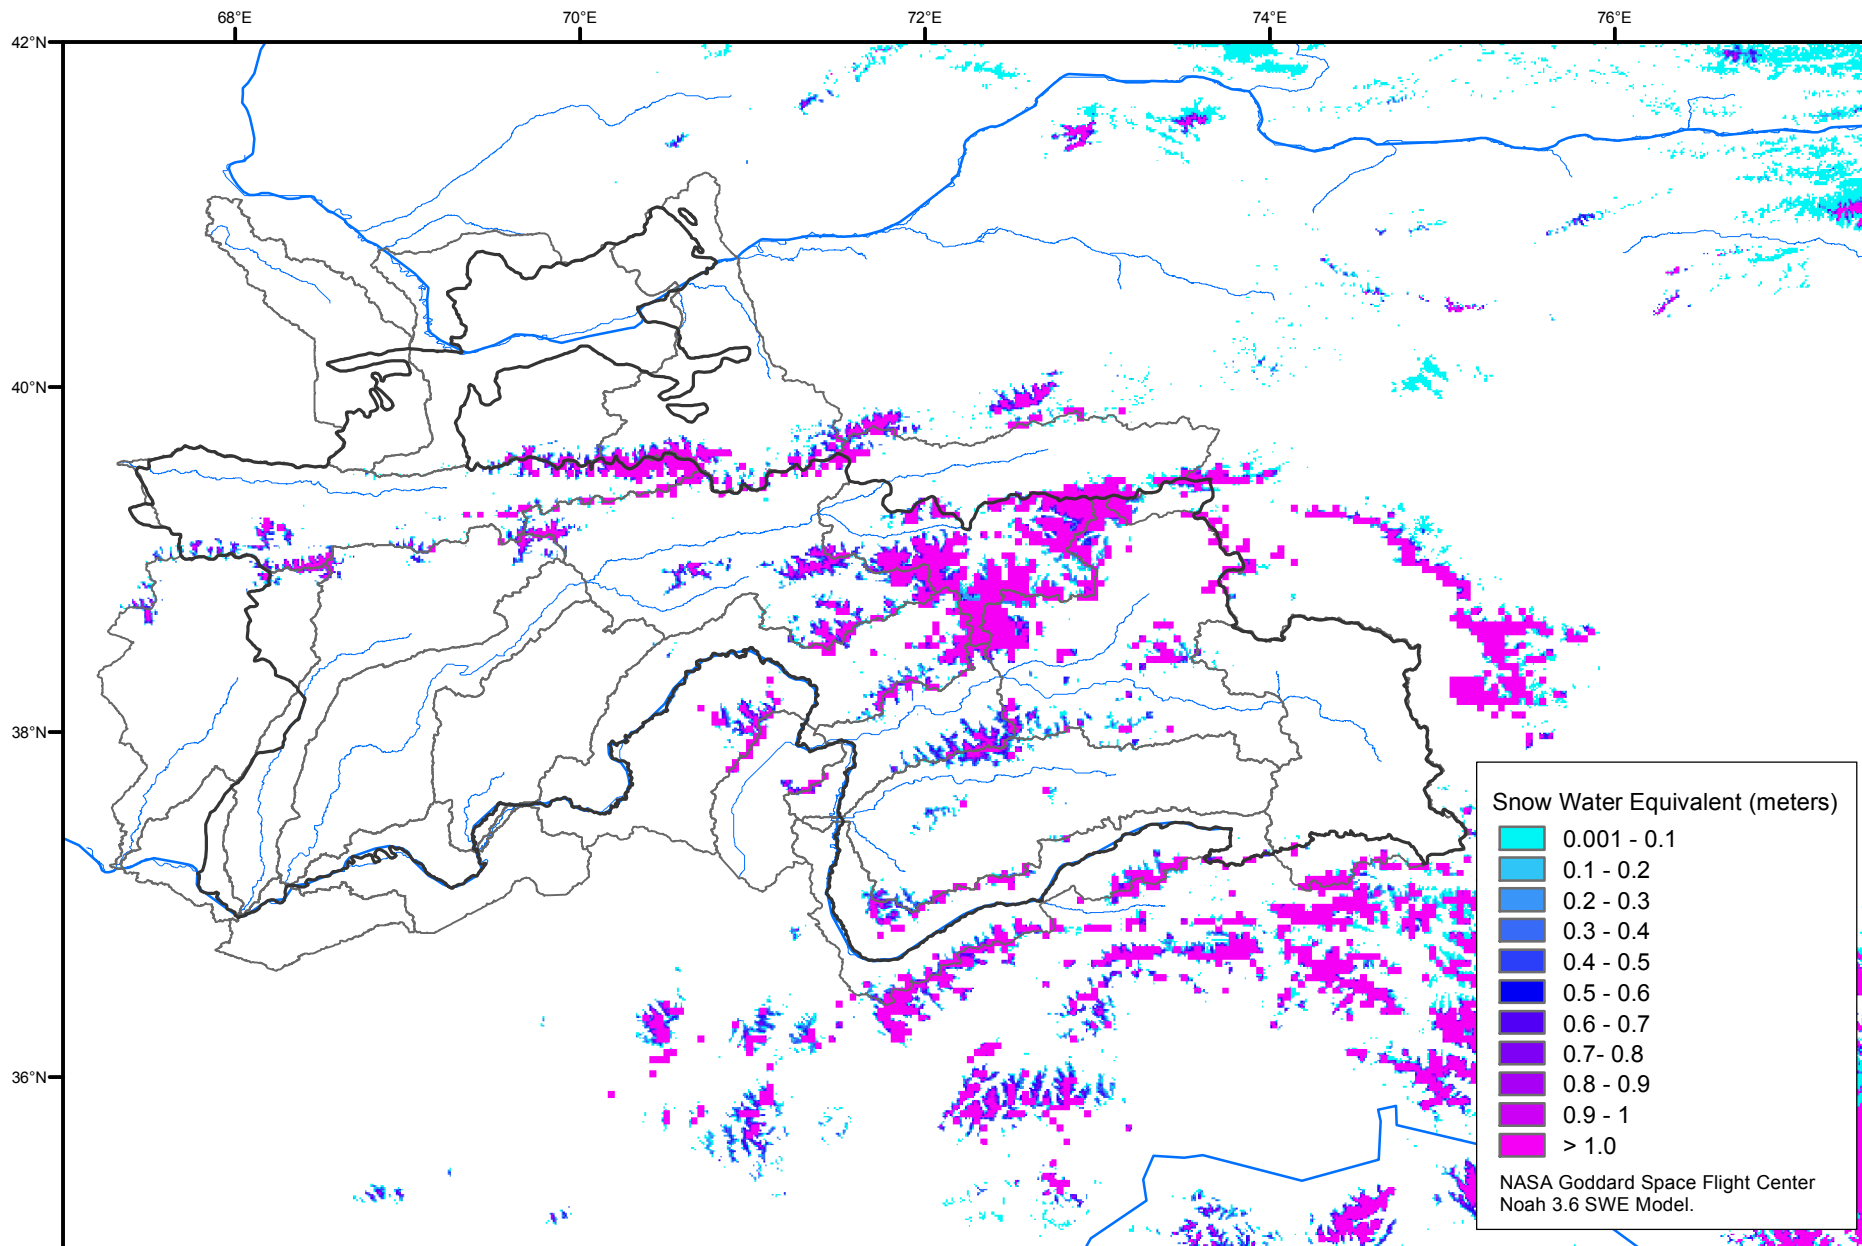 68°E
70°E
72°E
74°E
76°E
42°N
40°N
38°N
36°N
Snow Water Equivalent (meters)
0.001 - 0.1
0.1 - 0.2
0.2 - 0.3
0.3 - 0.4
0.4 - 0.5
0.5 - 0.6
0.6 - 0.7
0.7- 0.8
0.8 - 0.9
0.9 - 1
> 1.0
NASA Goddard Space Flight Center
Noah 3.6 SWE Model.